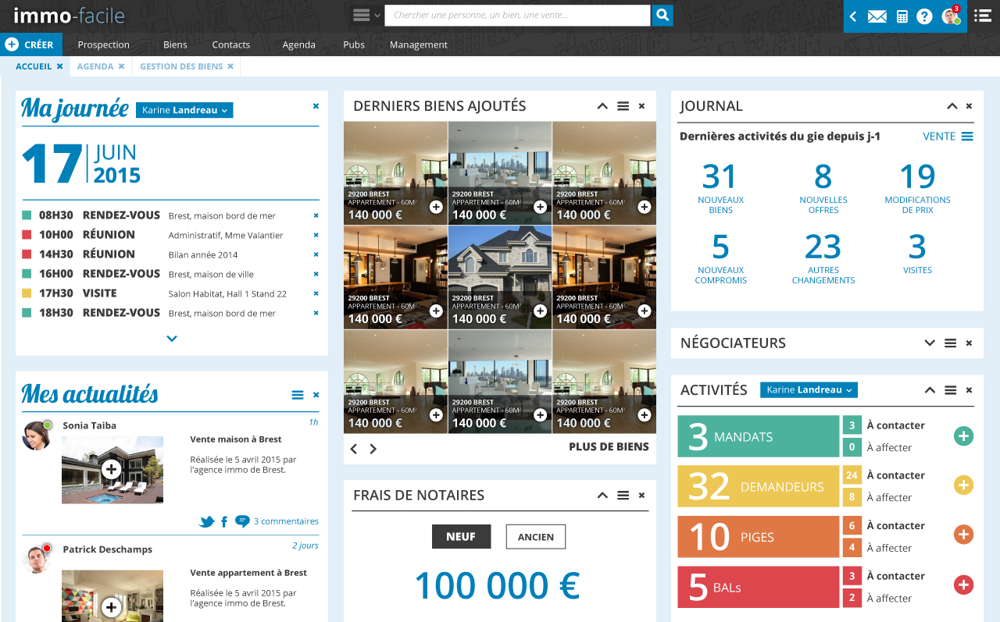 immo-facile
Chercher une personne, un bien, une vente...
3
CRÉER
Prospection
Biens
Contacts
Agenda
Pubs
Management
ACCUEIL
AGENDA
GESTION DES BIENS
Ma journée
Karine Landreau
17
JUIN
2015
08H30 RENDEZ-VOUS Brest, maison bord de mer
10H00 RÉUNION Administratif, Mme Valantier
14H30 RÉUNION Bilan année 2014
16H00 RENDEZ-VOUS Brest, maison de ville
17H30 VISITE Salon Habitat, Hall 1 Stand 22
18H30 RENDEZ-VOUS Brest, maison bord de mer
Mes actualités
Sonia Taiba
1h
Vente maison à Brest
Réalisée le 5 avril 2015 par
l'agence immo de Brest.
3 commentaires
Patrick Deschamps
2 jours
Vente appartement à Brest
Réalisée le 5 avril 2015 par
l'agence immo de Brest.
DERNIERS BIENS AJOUTÉS
29200 BREST
APPARTEMENT - 60M²
140 000 €
29200 BREST
APPARTEMENT - 60M²
140 000 €
29200 BREST
APPARTEMENT - 60M²
140 000 €
29200 BREST
APPARTEMENT - 60M²
140 000 €
29200 BREST
APPARTEMENT - 60M²
140 000 €
29200 BREST
APPARTEMENT - 60M²
140 000 €
29200 BREST
APPARTEMENT - 60M²
140 000 €
29200 BREST
APPARTEMENT - 60M²
140 000 €
29200 BREST
APPARTEMENT - 60M²
140 000 €
PLUS DE BIENS
FRAIS DE NOTAIRES
NEUF
ANCIEN
100 000 €
JOURNAL
Dernières activités du gie depuis j-1
VENTE
31
NOUVEAUX
BIENS
8
NOUVELLES
OFFRES
19
MODIFICATIONS
DE PRIX
5
NOUVEAUX
COMPROMIS
23
AUTRES
CHANGEMENTS
3
VISITES
NÉGOCIATEURS
ACTIVITÉS
Karine Landreau
3 MANDATS
3 À contacter
0 À affecter
32 DEMANDEURS
24 À contacter
8 À affecter
10 PIGES
6 À contacter
4 À affecter
5 BALs
3 À contacter
2 À affecter